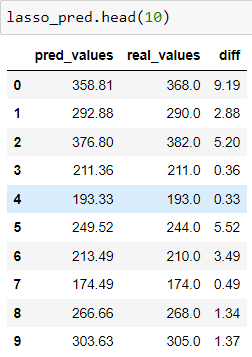 lasso_pred.head(10)
pred_values real_values diff
0 358.81 368.0 9.19
1 292.88 290.0 2.88
2 376.80 382.0 5.20
3 211.36 211.0 0.36
4 193.33 193.0 0.33
5 249.52 244.0 5.52
6 213.49 210.0 3.49
7 174.49 174.0 0.49
8 266.66 268.0 1.34
9 303.63 305.0 1.37